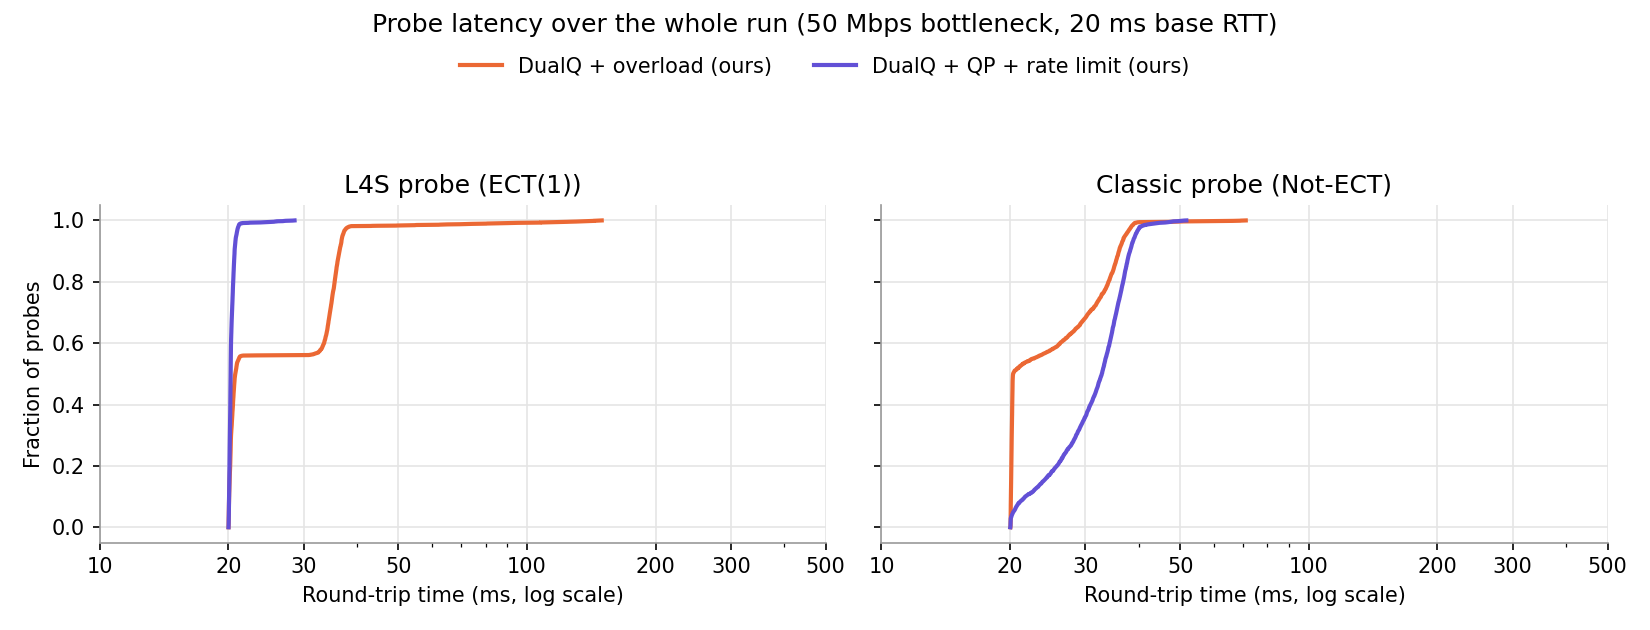 Probe latency over the whole run (50 Mbps bottleneck, 20 ms base RTT)
DualQ + overload (ours)
DualQ + QP + rate limit (ours)
L4S probe (ECT(1))
Fraction of probes
1.0
0.8
0.6
0.4
0.2
0.0
10 20 30 50 100 200 300 500
Round-trip time (ms, log scale)
Classic probe (Not-ECT)
10 20 30 50 100 200 300 500
Round-trip time (ms, log scale)